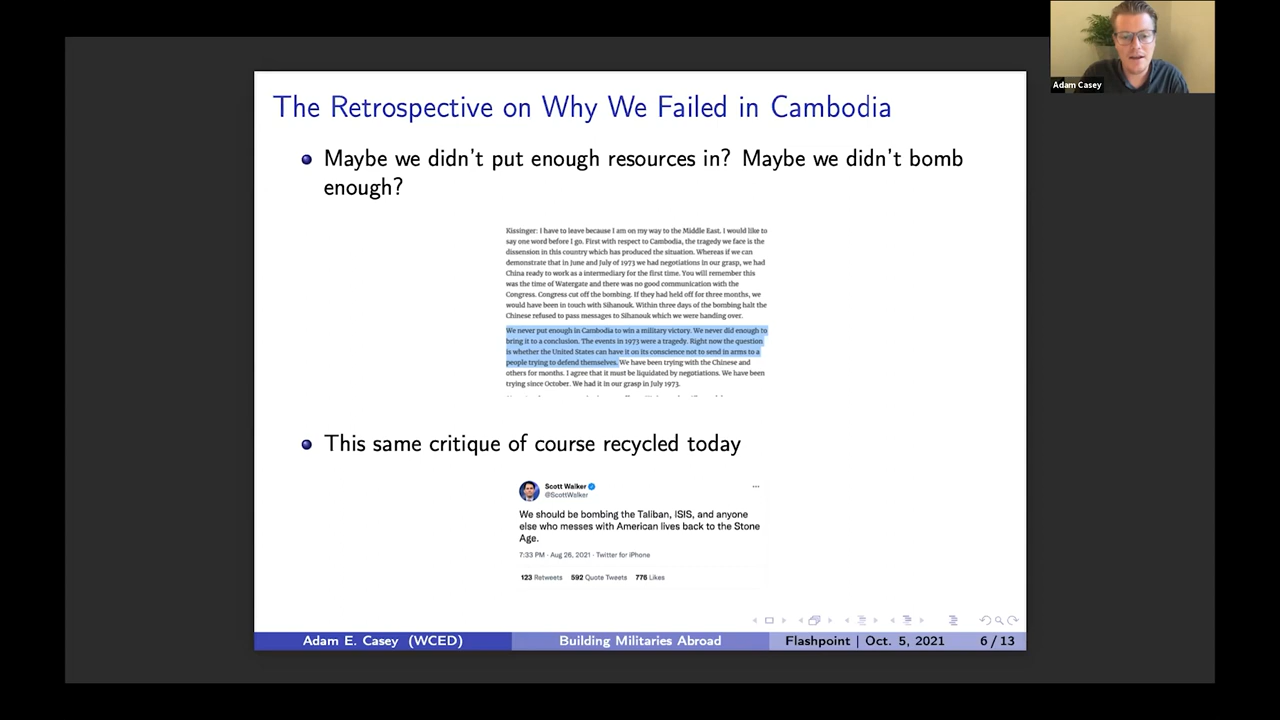 Adam Casey
The Retrospective on Why We Failed in Cambodia
Maybe we didn't put enough resources in? Maybe we didn't bomb
enough?
Kissinger: I have to leave because I am on my way to the Middle East. I would like to
say one word before I go. First with respect to Cambodia, the tragedy we face is the
dissension in this country which has produced the situation. Whereas if we can
demonstrate that in June and July of 1973 we had negotiations in our grasp, we had
China ready to work as a intermediary for the first time. You will remember this
was the time of Watergate and there was no good communication with the
Congress. Congress cut off the bombing. If they had held off for three months, we
would have been in touch with Sihanouk. Within three days of the bombing halt the
Chinese refused to pass messages to Sihanouk which we were handing over.
We never put enough in Cambodia to win a military victory. We never did enough to
bring it to a conclusion. The events in 1973 were a tragedy. Right now the question
is whether the United States can have it on its conscience not to send in arms to a
people trying to defend themselves. We have been trying with the Chinese and
others for months. I agree that it must be liquidated by negotiations. We have been
trying since October. We had it in our grasp in July 1973.
This same critique of course recycled today
Scott Walker
@ScottWalker
We should be bombing the Taliban, ISIS, and anyone
else who messes with American lives back to the Stone
Age.
7:33 PM · Aug 26, 2021 · Twitter for iPhone
123 Retweets 592 Quote Tweets 776 Likes
Adam E. Casey (WCED) Building Militaries Abroad Flashpoint | Oct. 5, 2021 6 / 13